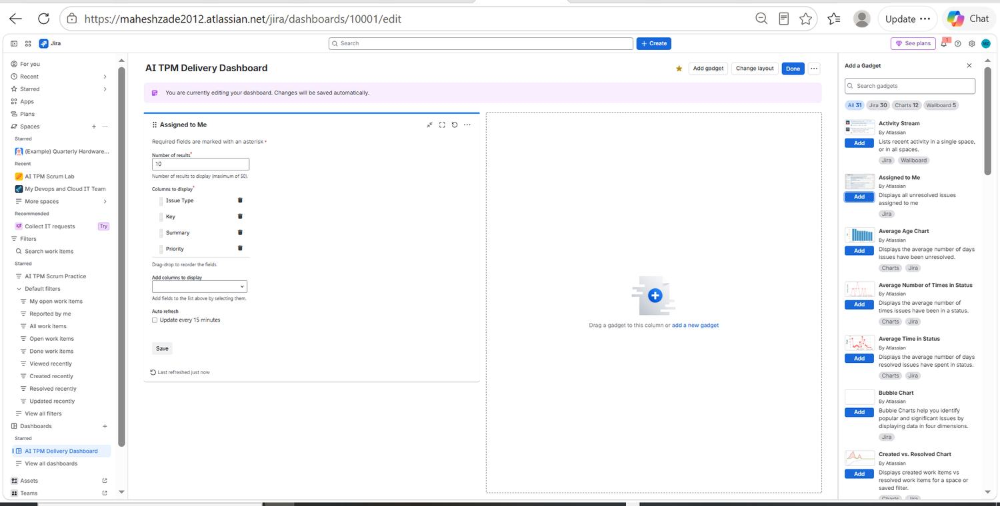 https://maheshzade2012.atlassian.net/jira/dashboards/10001/edit
Update
Chat
Jira
Search
+ Create
See plans
1
MZ
For you
Recent
Starred
Apps
Plans
Spaces
Starred
(Example) Quarterly Hardware...
Recent
AI TPM Scrum Lab
My Devops and Cloud IT Team
More spaces
Recommended
Collect IT requests
Try
Filters
Search work items
Starred
AI TPM Scrum Practice
Default filters
My open work items
Reported by me
All work items
Open work items
Done work items
Viewed recently
Created recently
Resolved recently
Updated recently
View all filters
Dashboards
Starred
AI TPM Delivery Dashboard
View all dashboards
Assets
Teams
AI TPM Delivery Dashboard
Add gadget
Change layout
Done
You are currently editing your dashboard. Changes will be saved automatically.
Assigned to Me
Required fields are marked with an asterisk *
Number of results*
10
Number of results to display (maximum of 50).
Columns to display*
Issue Type
Key
Summary
Priority
Drag-drop to reorder the fields.
Add columns to display
Add fields to the list above by selecting them.
Auto refresh
Update every 15 minutes
Save
Last refreshed just now
Drag a gadget to this column or add a new gadget
Add a Gadget
Search gadgets
All 31
Jira 30
Charts 12
Wallboard 5
Activity Stream
By Atlassian
Add
Lists recent activity in a single space,
or in all spaces.
Jira
Wallboard
Assigned to Me
By Atlassian
Add
Displays all unresolved issues
assigned to me
Jira
Average Age Chart
By Atlassian
Add
Displays the average number of days
issues have been unresolved.
Charts
Jira
Average Number of Times in Status
By Atlassian
Add
Displays the average number of
times issues have been in a status.
Charts
Jira
Average Time in Status
By Atlassian
Add
Displays the average number of days
resolved issues have spent in status.
Charts
Jira
Bubble Chart
By Atlassian
Add
Bubble Charts help you identify
popular and significant issues by
displaying data in four dimensions.
Jira
Created vs. Resolved Chart
By Atlassian
Add
Displays created work items vs
resolved work items for a space or
saved filter.
Charts
Jira